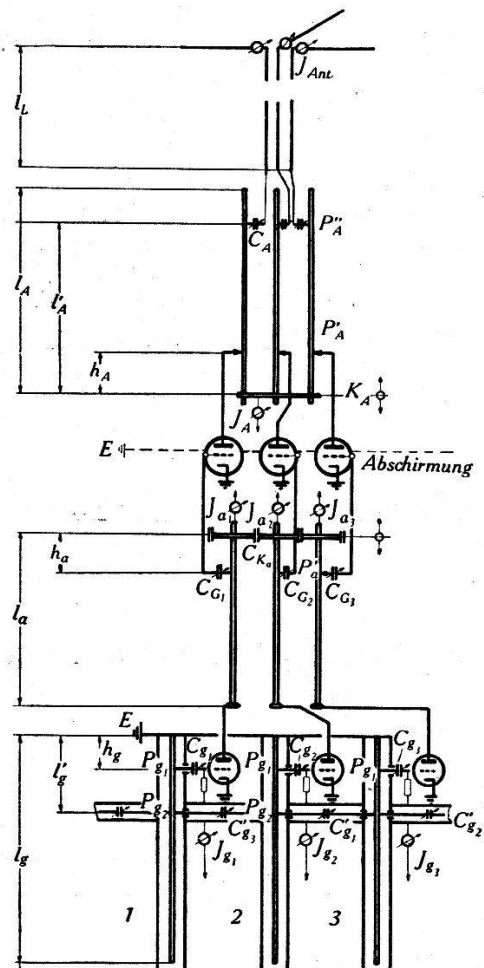 J_Ant.
l_L
C_A P''_A
l_A l'_A
P'_A
h_A
K_A
J_A
E Abschirmung
J_a1 J_a2 J_a3
h_a C_Ka P'_a
C_G1 C_G2 C_G3
l_a
E
h_g C_g1 C_g2 C_g1
l'_g P_g1 P_g1 P_g1
P_g2 P_g2 C'_g3 C'_g1 C'_g2
J_g1 J_g2 J_g3
l_g
1 2 3